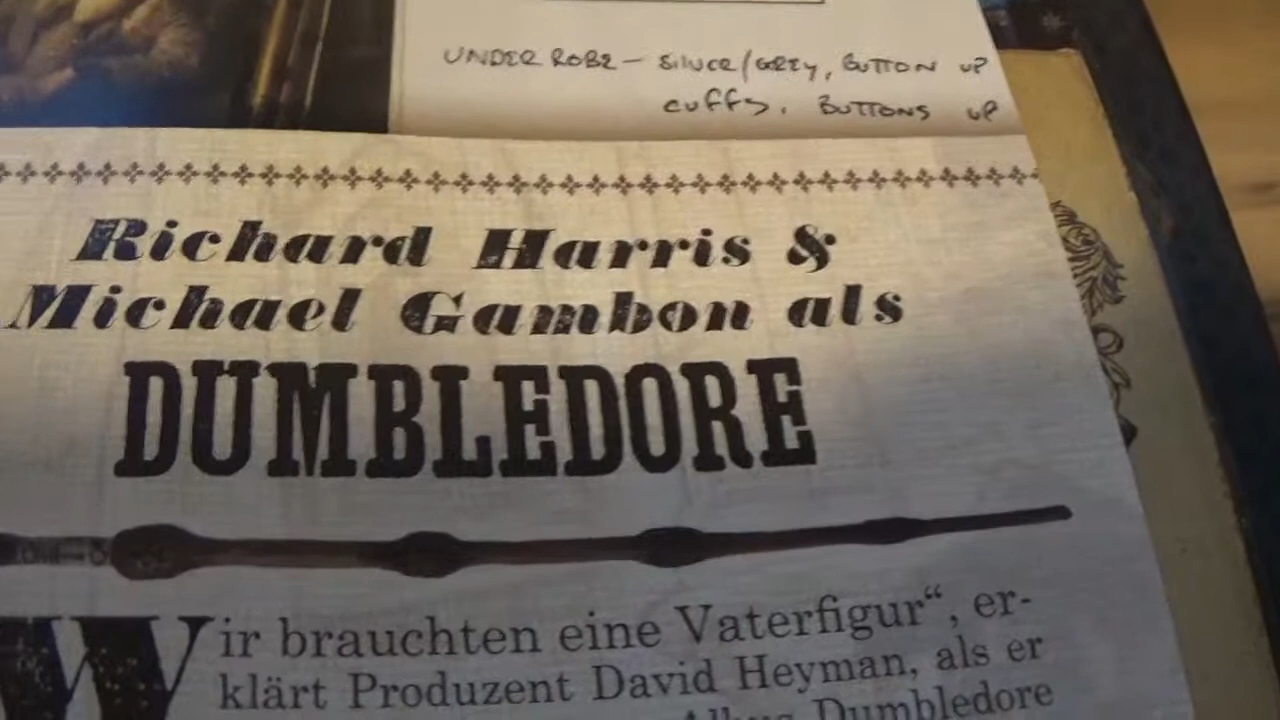 UNDER ROBE - SILVER/GREY, BUTTON UP
CUFFS. BUTTONS UP
Richard Harris &
Michael Gambon als
DUMBLEDORE
Wir brauchten eine Vaterfigur“, er-
klärt Produzent David Heyman, als er
Albus Dumbledore